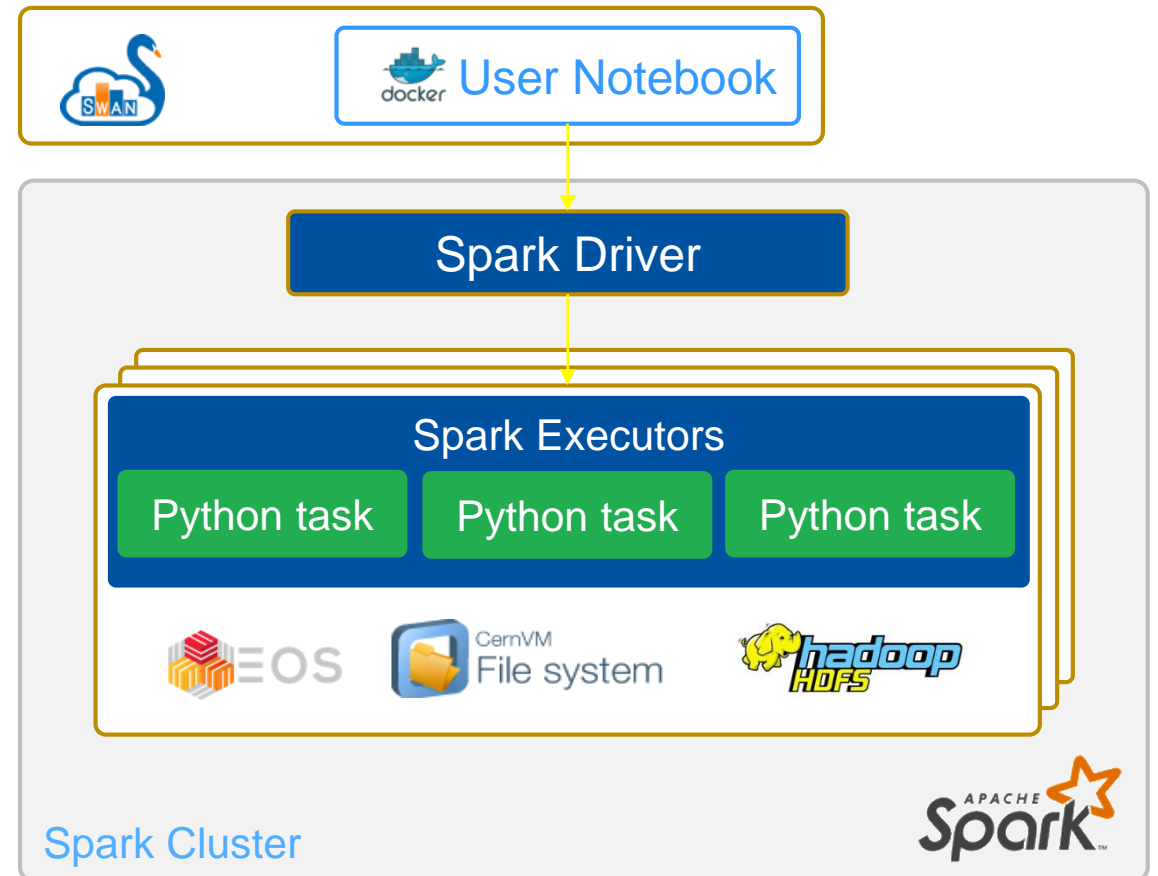 SWAN
docker
User Notebook
Spark Driver
Spark Executors
Python task
Python task
Python task
EOS
CernVM
File system
hadoop
HDFS
Spark Cluster
APACHE
Spark™